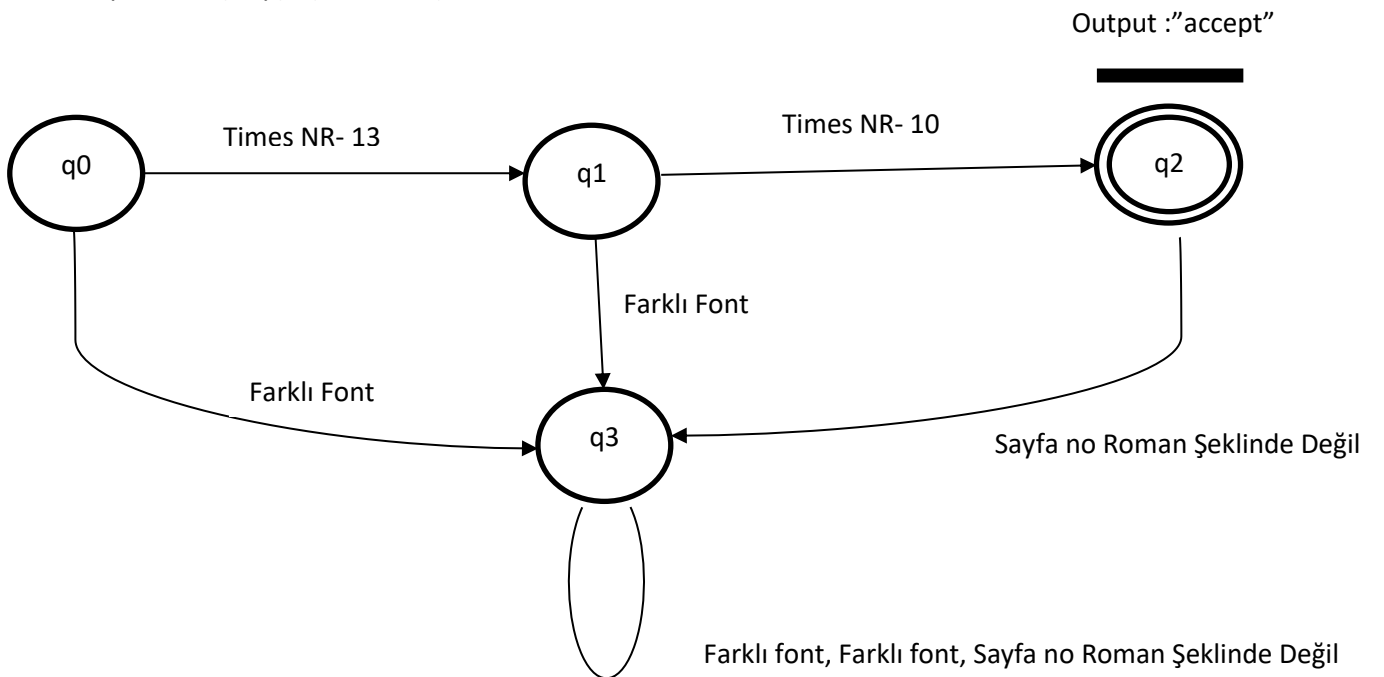 Output :”accept”
Times NR- 13
Times NR- 10
q0
q1
q2
Farklı Font
Farklı Font
q3
Sayfa no Roman Şeklinde Değil
Farklı font, Farklı font, Sayfa no Roman Şeklinde Değil